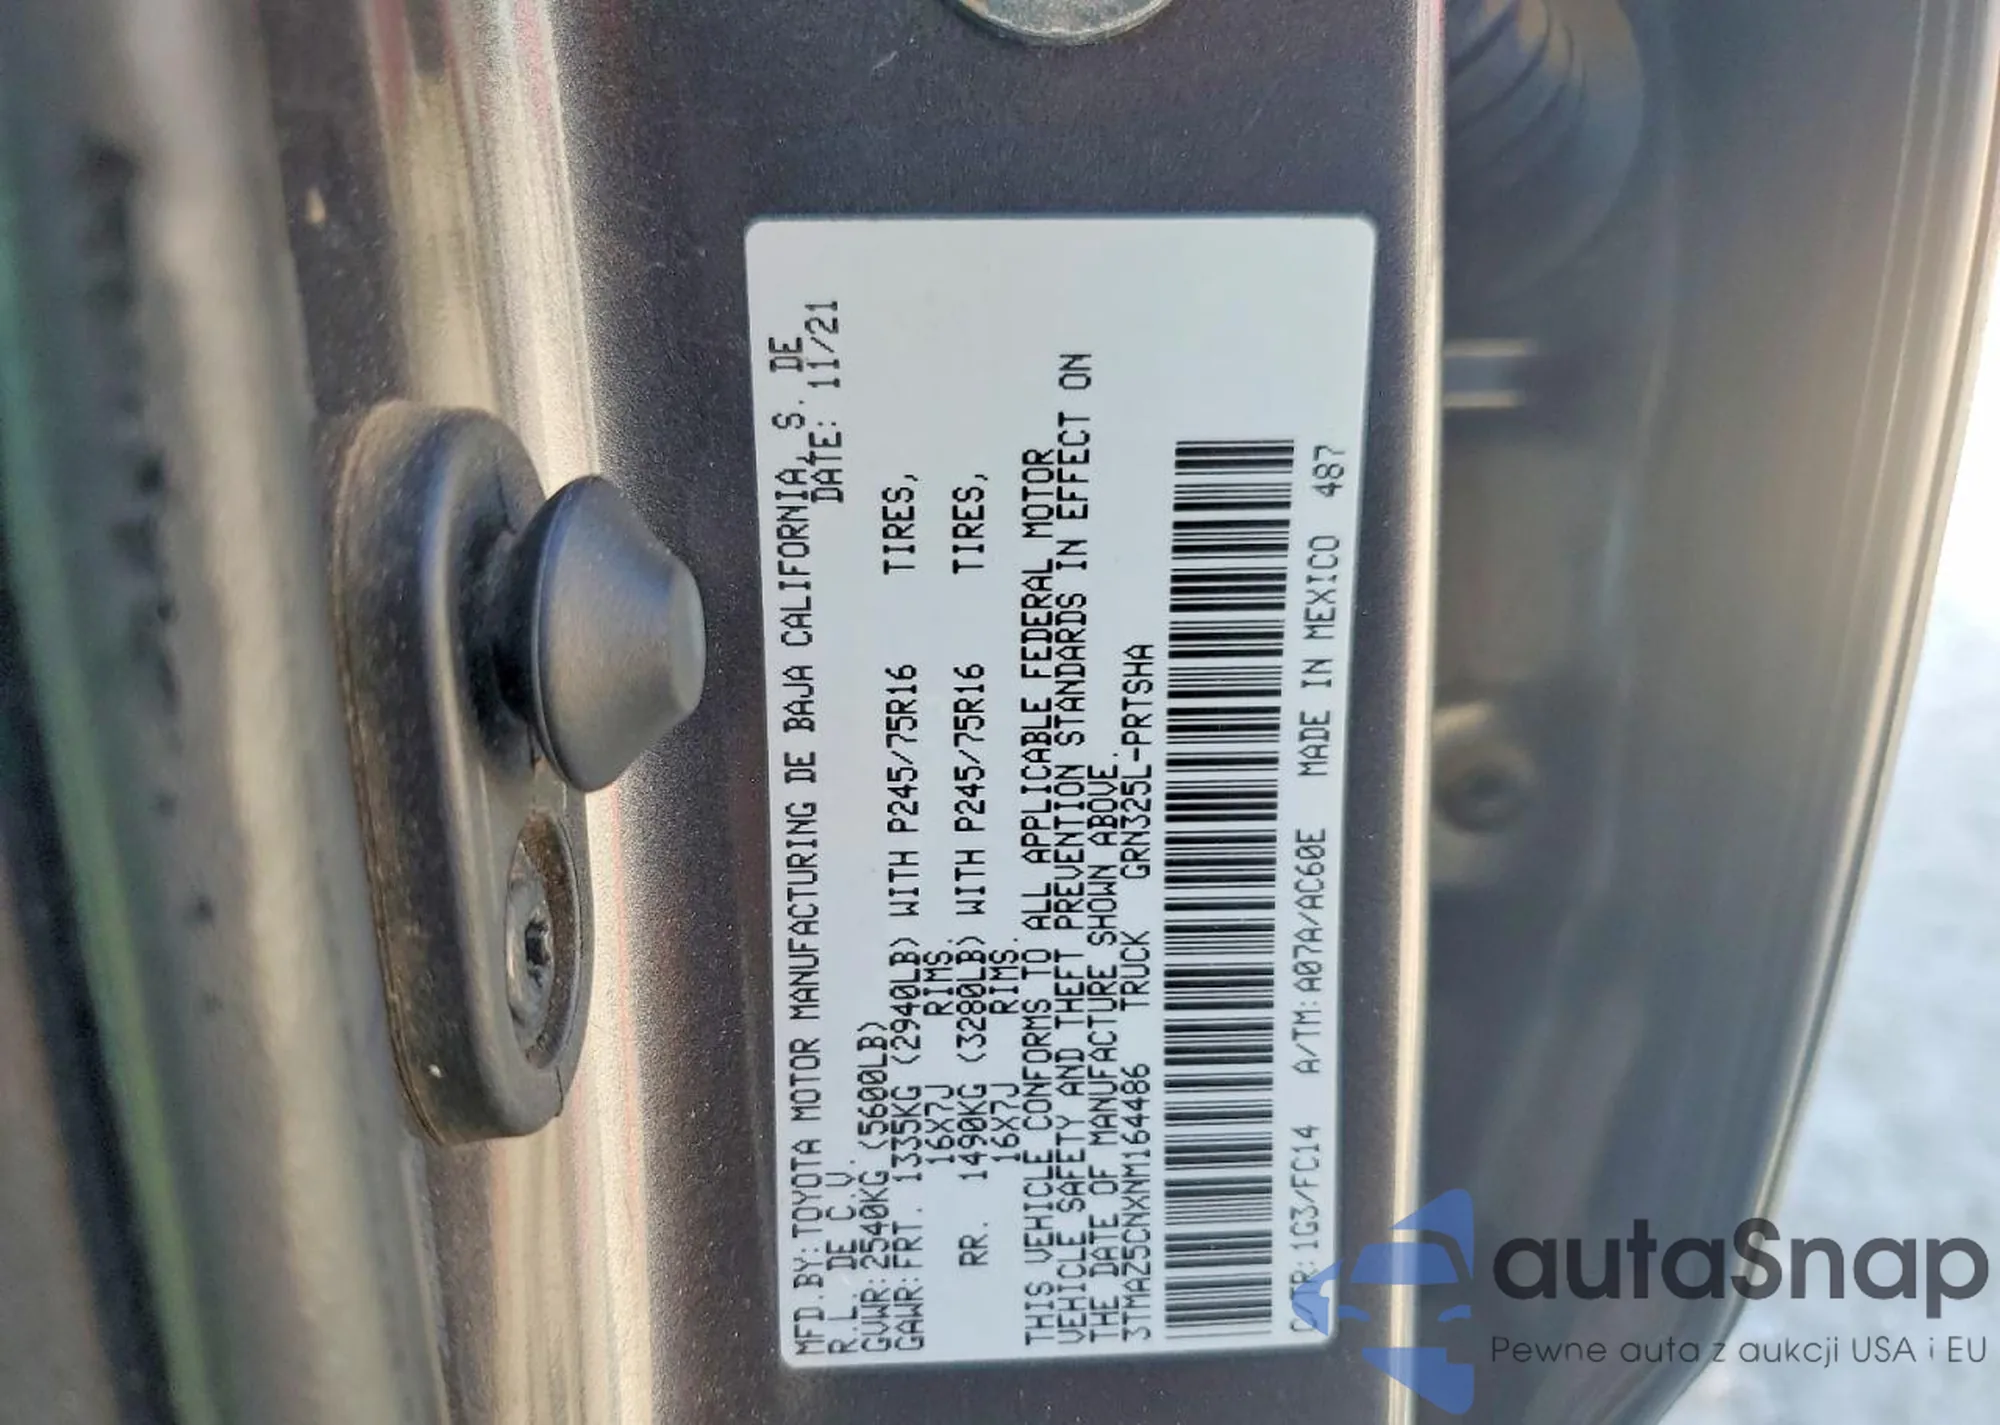 MFD.BY:TOYOTA MOTOR MANUFACTURING DE BAJA CALIFORNIA, S. DE
R.L. DE C.V. DATE: 11/21
GVWR:2540KG (5600LB)
GAWR:FRT. 1335KG (2940LB) WITH P245/75R16 TIRES,
16X7J RIMS.
RR. 1490KG (3280LB) WITH P245/75R16 TIRES,
16X7J RIMS.
THIS VEHICLE CONFORMS TO ALL APPLICABLE FEDERAL MOTOR
VEHICLE SAFETY AND THEFT PREVENTION STANDARDS IN EFFECT ON
THE DATE OF MANUFACTURE SHOWN ABOVE.
3TMAZ5CNXNM164486 TRUCK GRN325L-PRTSHA
C/TR:1G3/FC14 A/TM:A07A/AC60E MADE IN MEXICO 487
autaSnap
Pewne auta z aukcji USA i EU